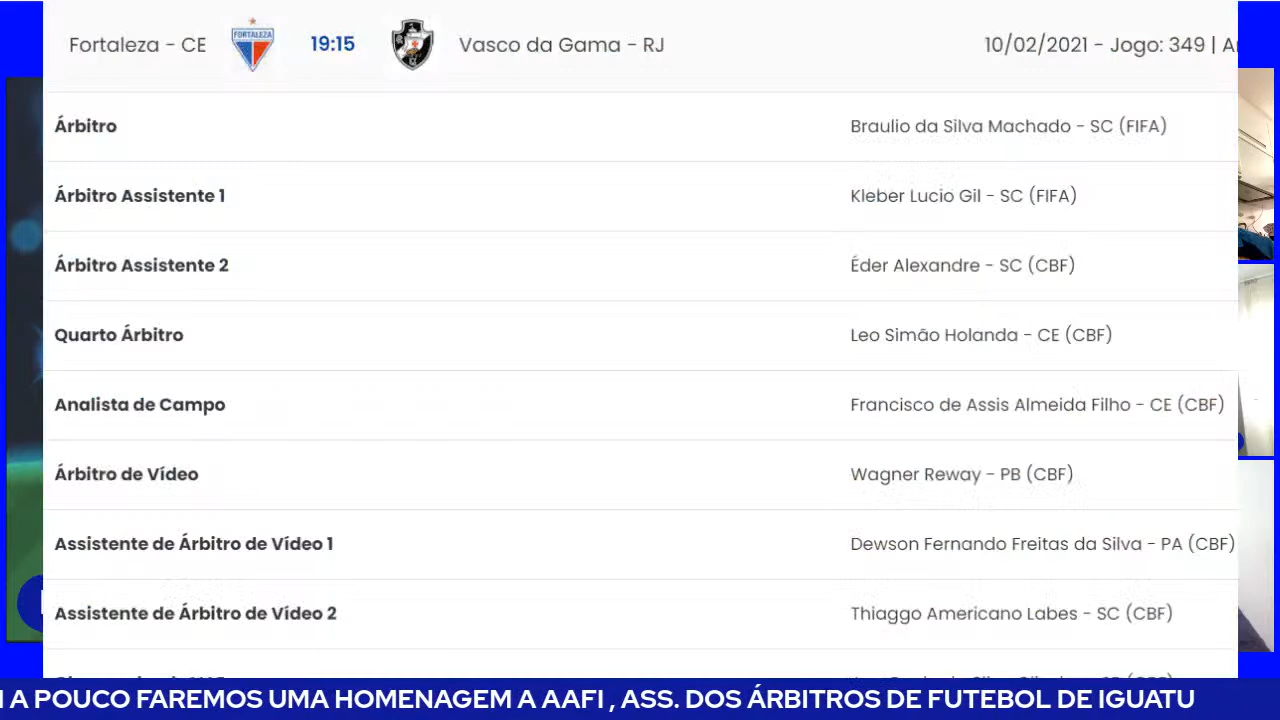 Fortaleza - CE FORTALEZA 19:15 Vasco da Gama - RJ 10/02/2021 - Jogo: 349 |
Árbitro Braulio da Silva Machado - SC (FIFA)
Árbitro Assistente 1 Kleber Lucio Gil - SC (FIFA)
Árbitro Assistente 2 Éder Alexandre - SC (CBF)
Quarto Árbitro Leo Simão Holanda - CE (CBF)
Analista de Campo Francisco de Assis Almeida Filho - CE (CBF)
Árbitro de Vídeo Wagner Reway - PB (CBF)
Assistente de Árbitro de Vídeo 1 Dewson Fernando Freitas da Silva - PA (CBF)
Assistente de Árbitro de Vídeo 2 Thiaggo Americano Labes - SC (CBF)
A POUCO FAREMOS UMA HOMENAGEM A AAFI , ASS. DOS ÁRBITROS DE FUTEBOL DE IGUATU